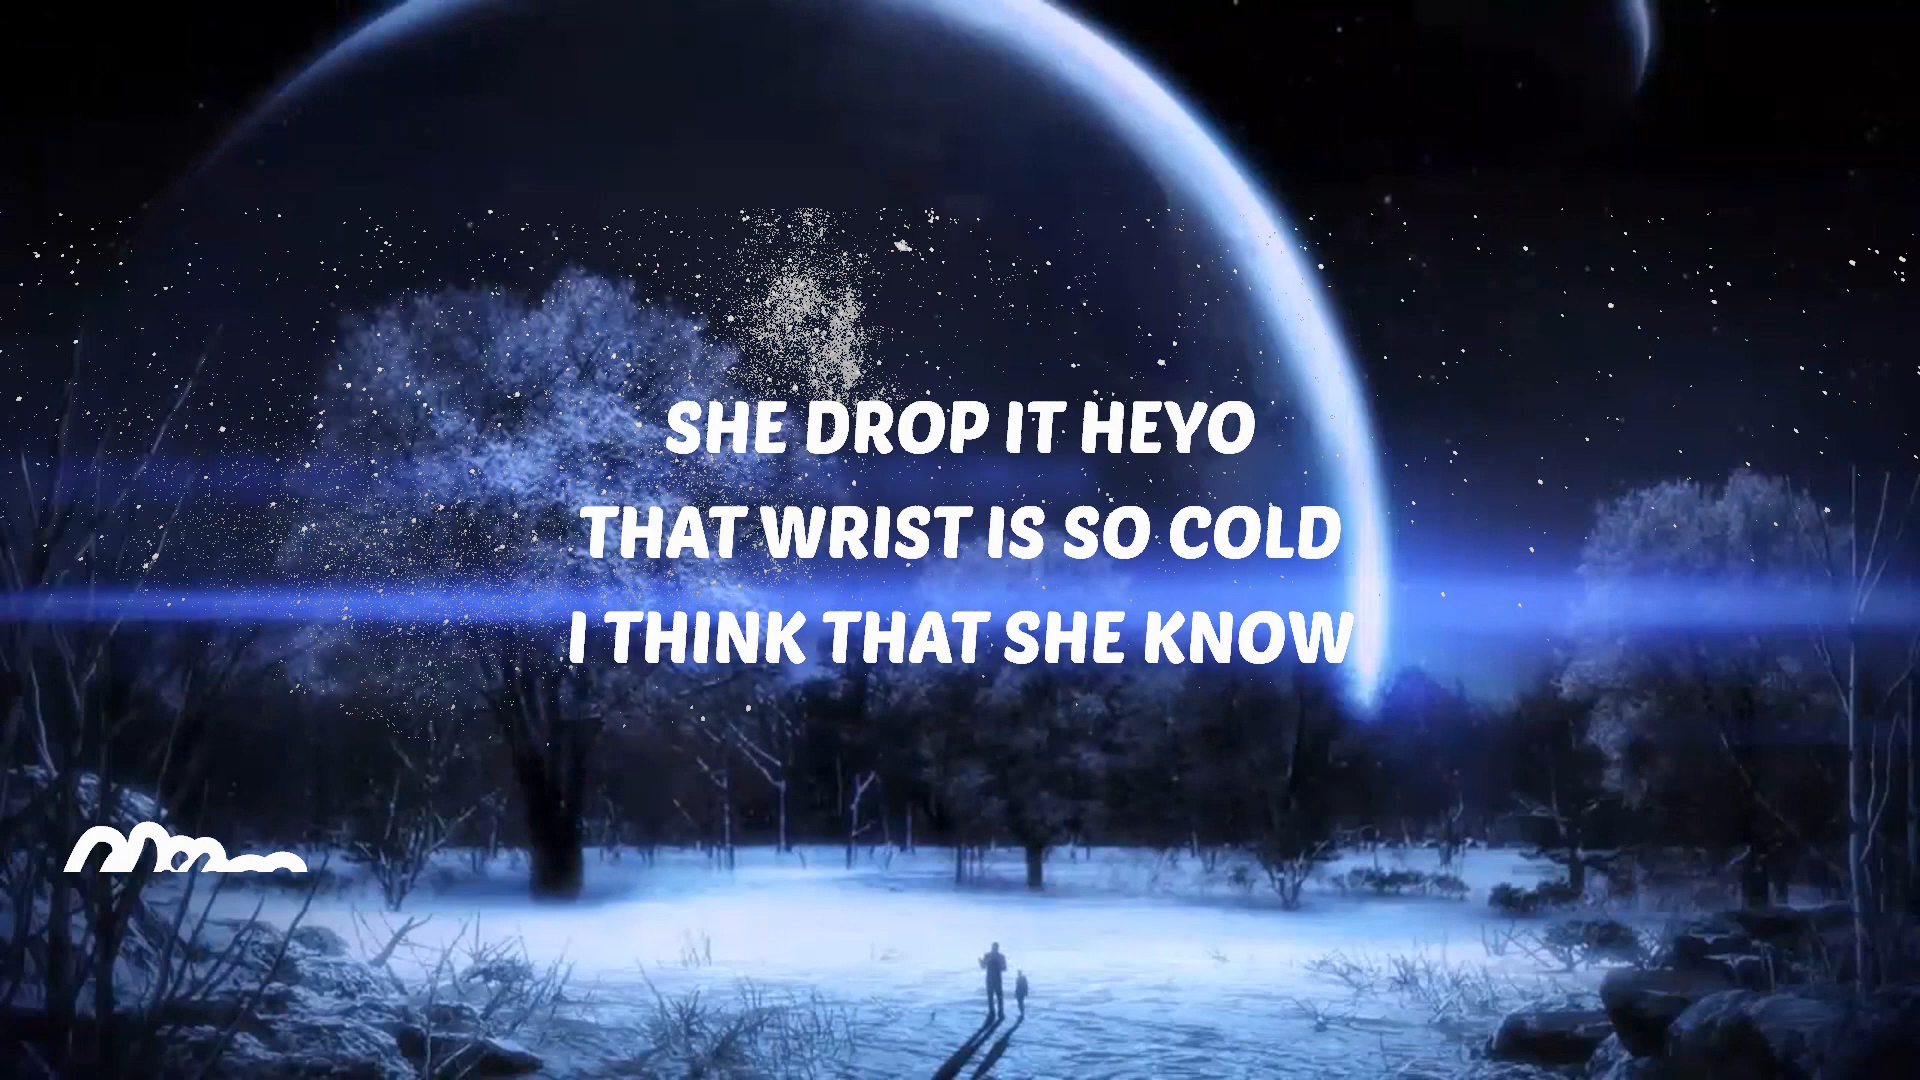 SHE DROP IT HEYO
THAT WRIST IS SO COLD
I THINK THAT SHE KNOW